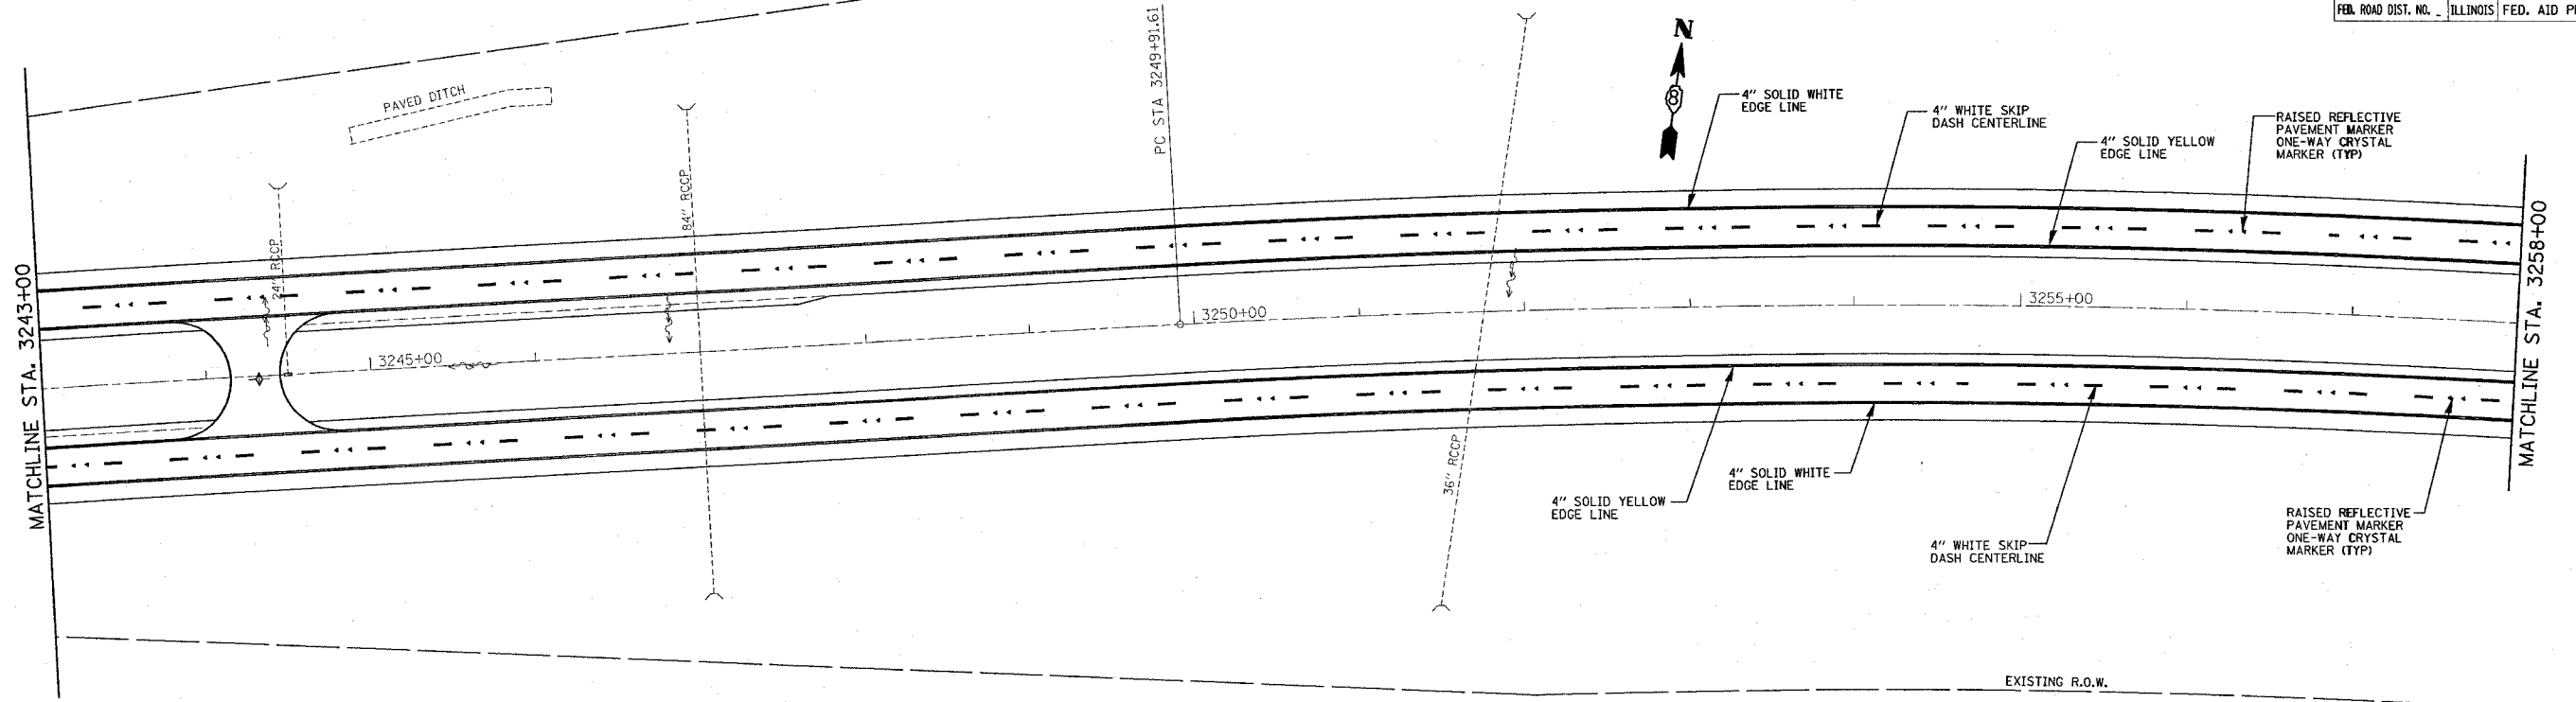 FED. ROAD DIST. NO. _ ILLINOIS FED. AID
PAVED DITCH
PC STA 3249+91.61
N
8
4" SOLID WHITE
EDGE LINE
4" WHITE SKIP
DASH CENTERLINE
4" SOLID YELLOW
EDGE LINE
RAISED REFLECTIVE
PAVEMENT MARKER
ONE-WAY CRYSTAL
MARKER (TYP)
24" RCCP
84" RCCP
MATCHLINE STA. 3243+00
3245+00
3250+00
3255+00
MATCHLINE STA. 3258+00
36" RCCP
4" SOLID YELLOW
EDGE LINE
4" SOLID WHITE
EDGE LINE
4" WHITE SKIP
DASH CENTERLINE
RAISED REFLECTIVE
PAVEMENT MARKER
ONE-WAY CRYSTAL
MARKER (TYP)
EXISTING R.O.W.